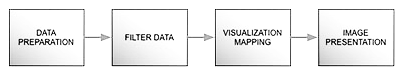 DATA
PREPARATION
FILTER DATA
VISUALIZATION
MAPPING
IMAGE
PRESENTATION